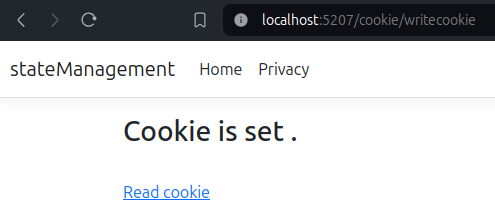 localhost:5207/cookie/writecookie
stateManagement Home Privacy
Cookie is set .
Read cookie